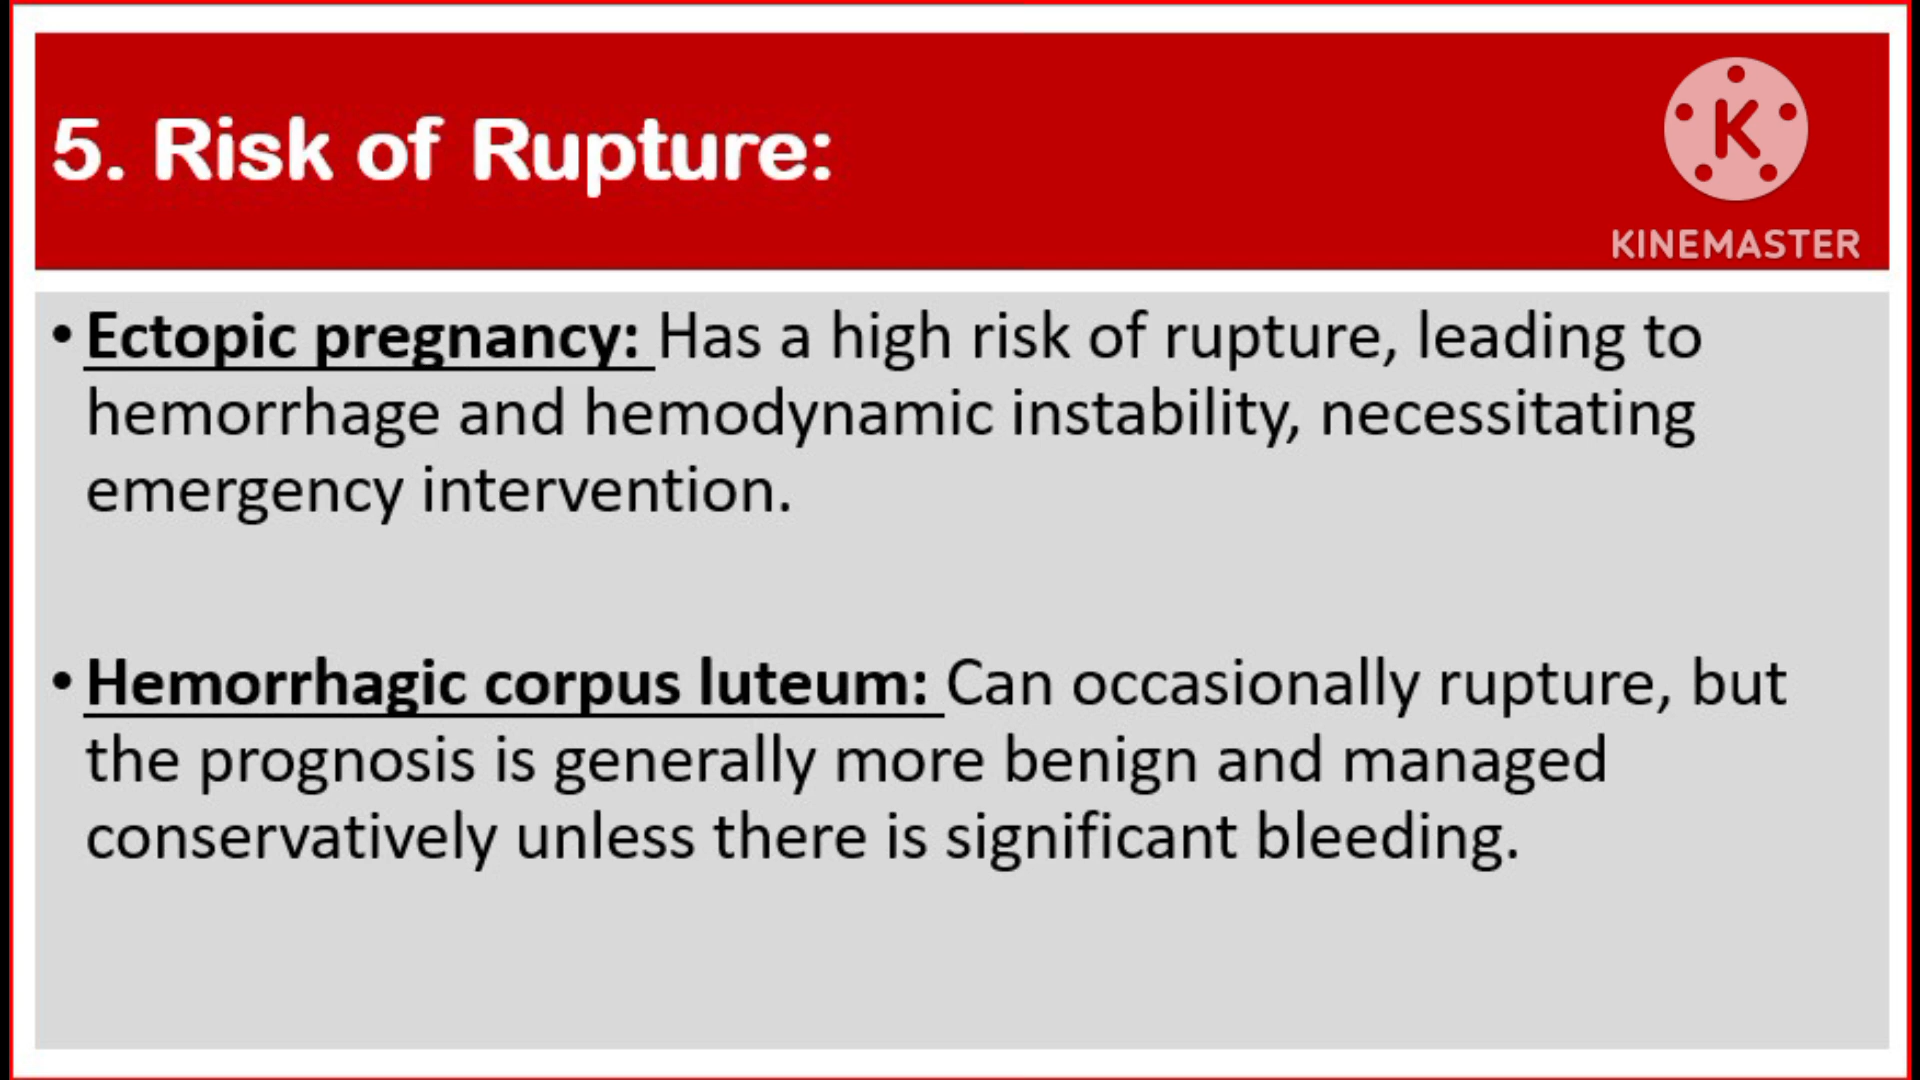 5. Risk of Rupture:
K
KINEMASTER
• Ectopic pregnancy: Has a high risk of rupture, leading to
hemorrhage and hemodynamic instability, necessitating
emergency intervention.
• Hemorrhagic corpus luteum: Can occasionally rupture, but
the prognosis is generally more benign and managed
conservatively unless there is significant bleeding.